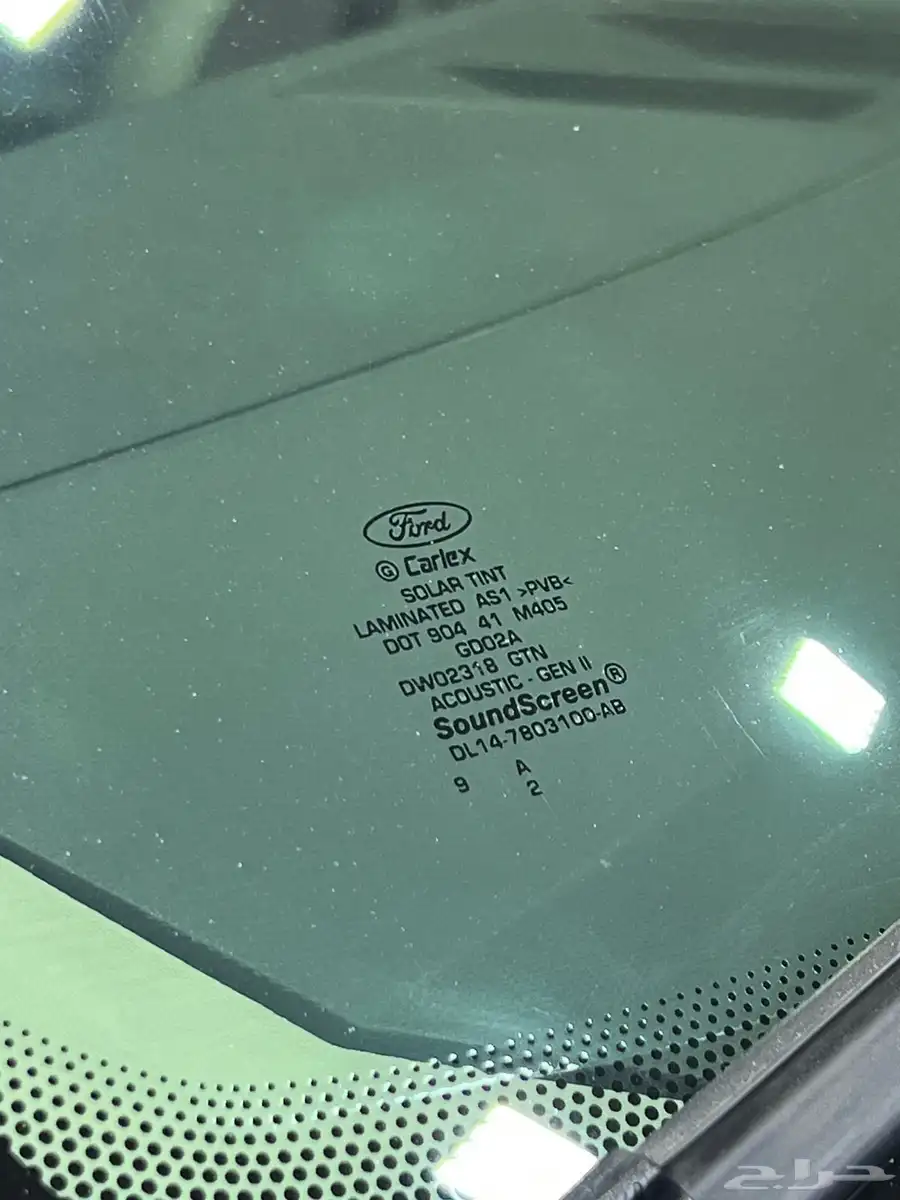 Ford
G Carlex
SOLAR TINT
LAMINATED AS1 >PVB<
DOT 904 41 M405
GD02A
DW02318 GTN
ACOUSTIC - GEN II
SoundScreen®
DL14-7803100-AB
9 A
2
حراج